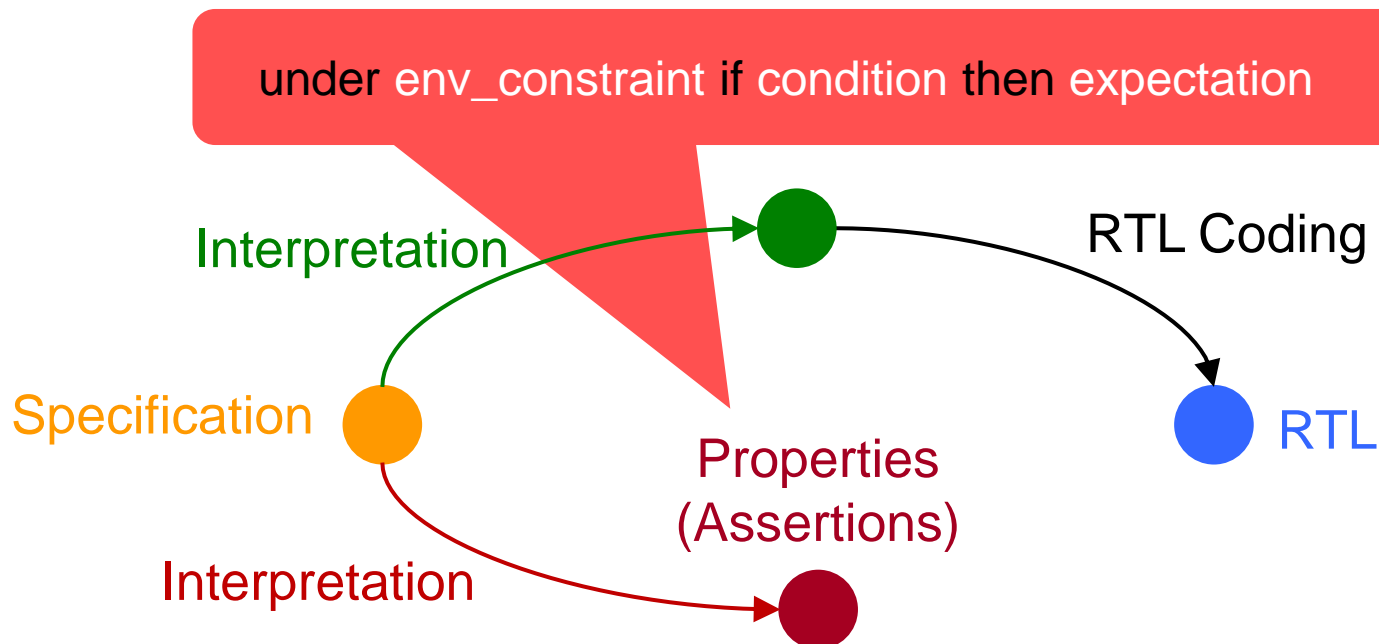 under env_constraint if condition then expectation
Interpretation
RTL Coding
Specification
RTL
Properties
(Assertions)
Interpretation